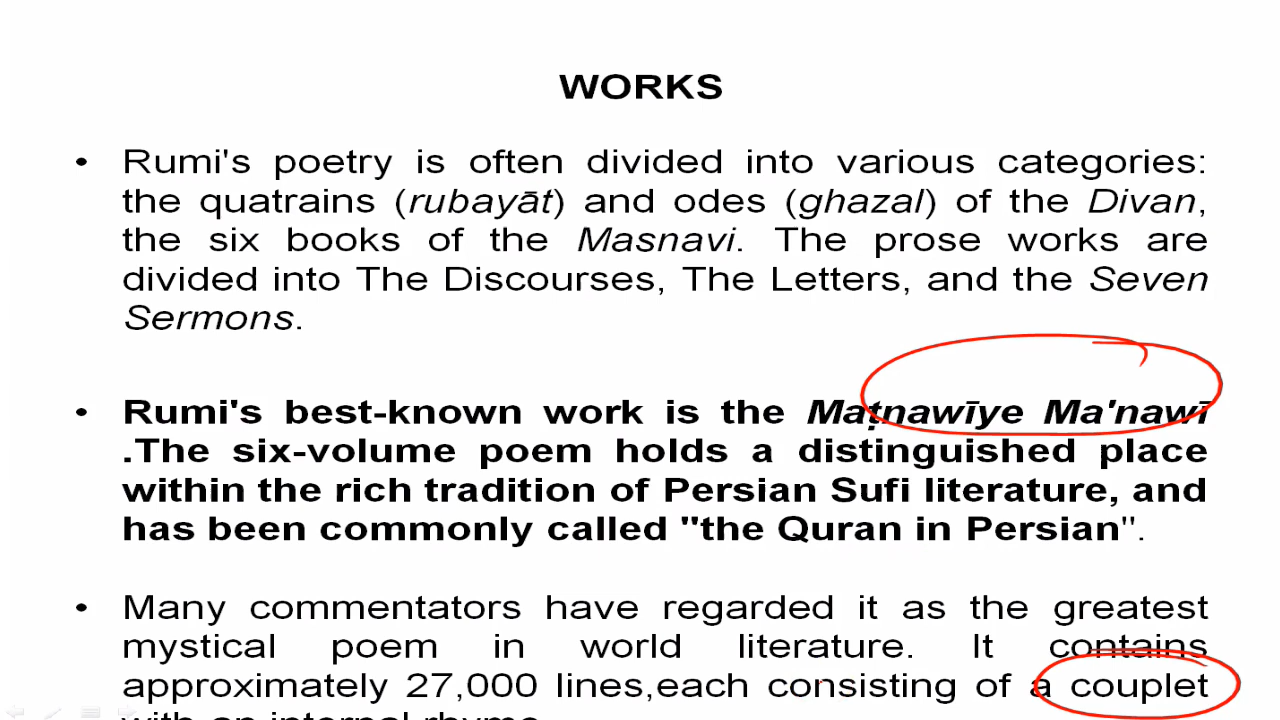 WORKS
• Rumi's poetry is often divided into various categories:
the quatrains (rubayāt) and odes (ghazal) of the Divan,
the six books of the Masnavi. The prose works are
divided into The Discourses, The Letters, and the Seven
Sermons.
• Rumi's best-known work is the Maṭnawīye Ma'nawī
.The six-volume poem holds a distinguished place
within the rich tradition of Persian Sufi literature, and
has been commonly called "the Quran in Persian".
• Many commentators have regarded it as the greatest
mystical poem in world literature. It contains
approximately 27,000 lines,each consisting of a couplet
with an internal rhyme.